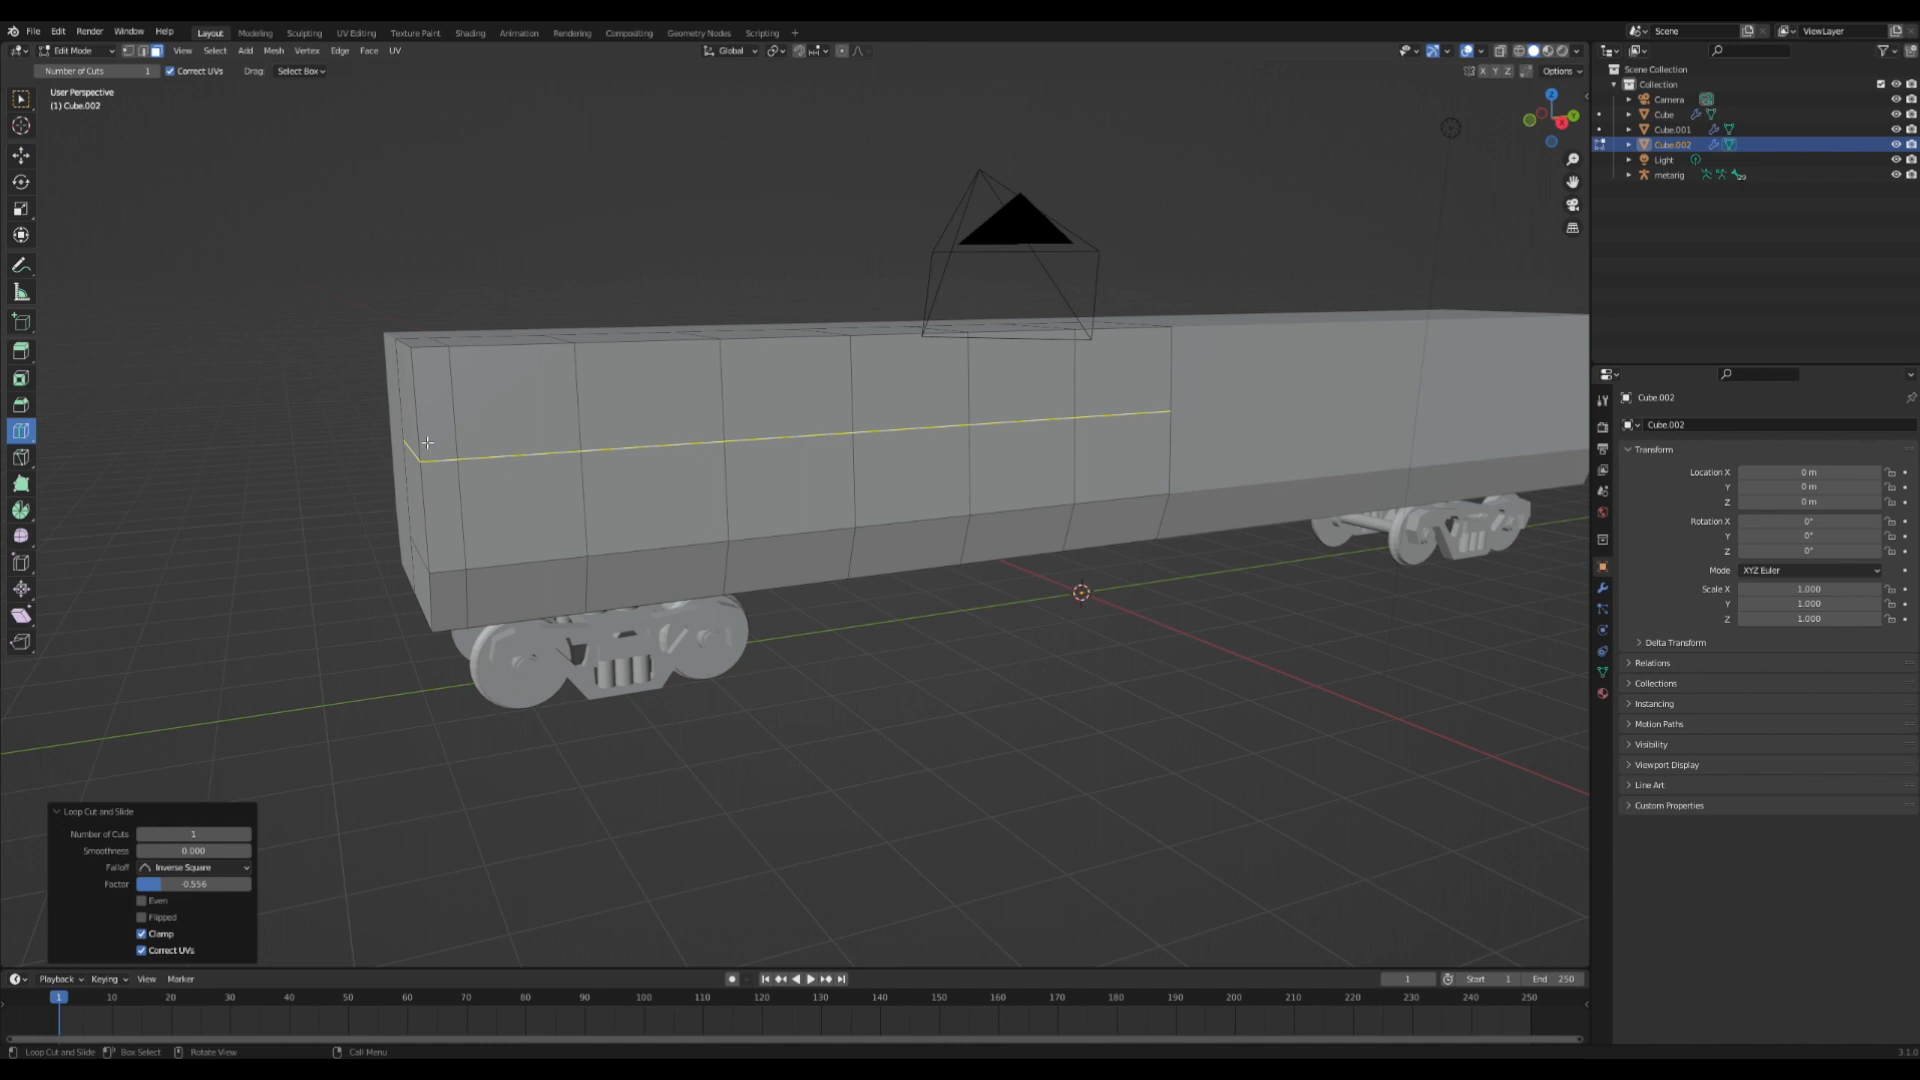 File Edit Render Window Help Layout Modeling Sculpting UV Editing Texture Paint Shading Animation Rendering Compositing Geometry Nodes Scripting + Scene ViewLayer
Edit Mode View Select Add Mesh Vertex Edge Face UV Global
Number of Cuts 1 Correct UVs Drag: Select Box X Y Z Options
User Perspective
(1) Cube.002
Z
Y
X
Scene Collection
Collection
Camera
Cube
Cube.001
Cube.002
Light
metarig
Cube.002
Cube.002
Transform
Location X 0 m
Y 0 m
Z 0 m
Rotation X 0°
Y 0°
Z 0°
Mode XYZ Euler
Scale X 1.000
Y 1.000
Z 1.000
Delta Transform
Relations
Collections
Instancing
Motion Paths
Visibility
Viewport Display
Line Art
Custom Properties
Loop Cut and Slide
Number of Cuts 1
Smoothness 0.000
Falloff Inverse Square
Factor -0.556
Even
Flipped
Clamp
Correct UVs
Playback Keying View Marker 1 Start 1 End 250
1 10 20 30 40 50 60 70 80 90 100 110 120 130 140 150 160 170 180 190 200 210 220 230 240 250
Loop Cut and Slide Box Select Rotate View Call Menu 3.1.0